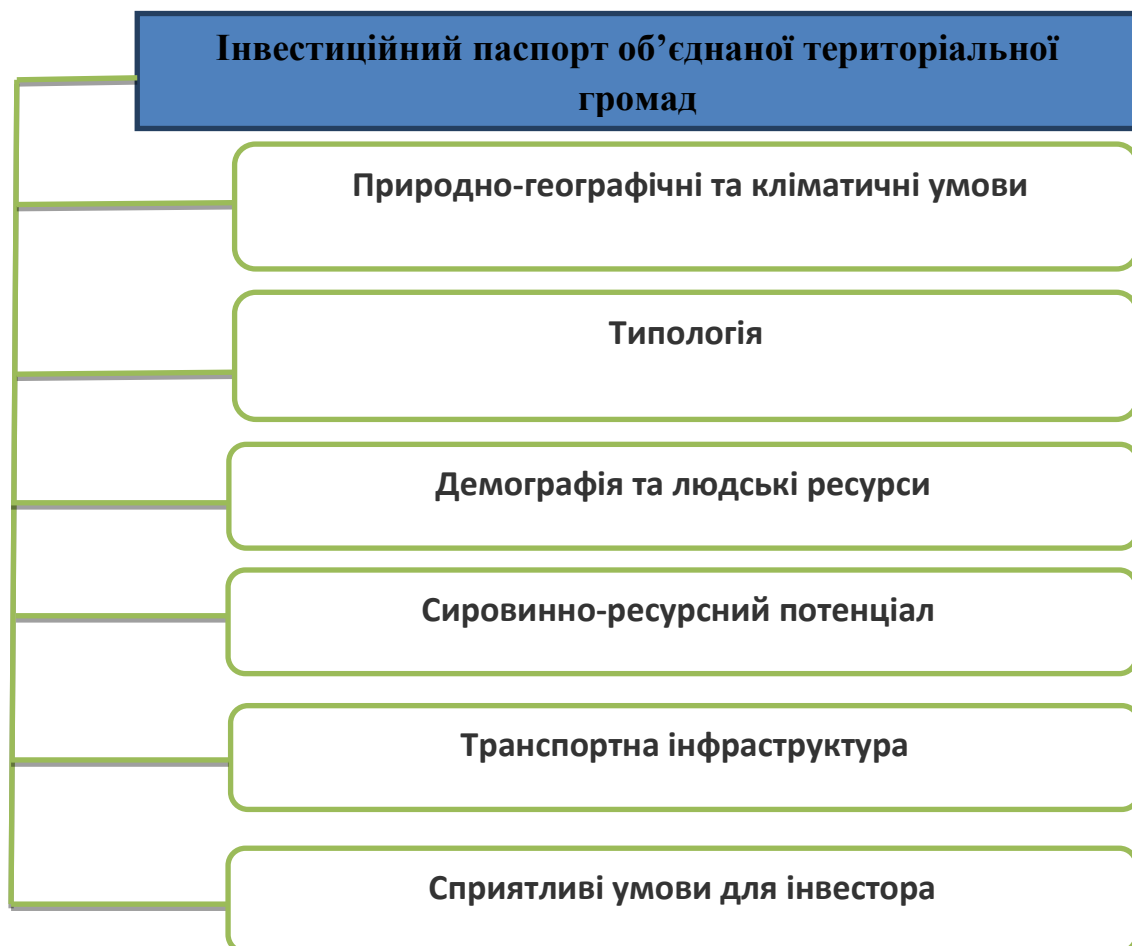 Інвестиційний паспорт об’єднаної територіальної
громад
Природно-географічні та кліматичні умови
Типологія
Демографія та людські ресурси
Сировинно-ресурсний потенціал
Транспортна інфраструктура
Сприятливі умови для інвестора